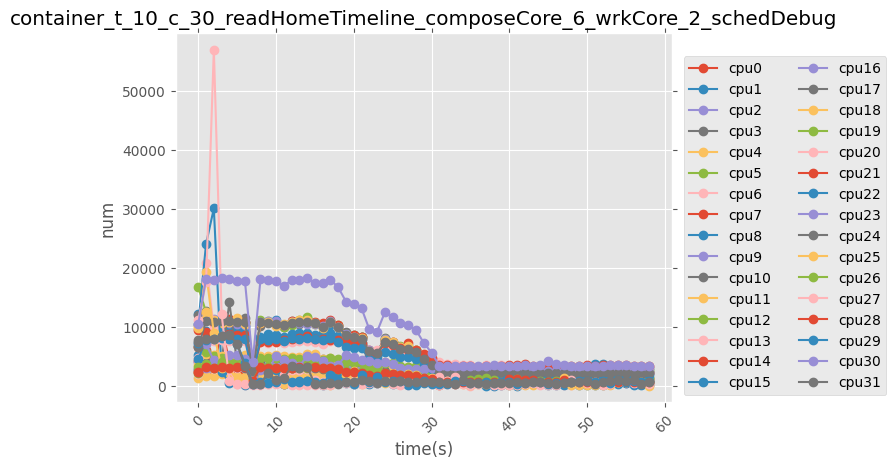 container_t_10_c_30_readHomeTimeline_composeCore_6_wrkCore_2_schedDebug
num
50000
40000
30000
20000
10000
0
0
10
20
30
40
50
60
time(s)
cpu0
cpu1
cpu2
cpu3
cpu4
cpu5
cpu6
cpu7
cpu8
cpu9
cpu10
cpu11
cpu12
cpu13
cpu14
cpu15
cpu16
cpu17
cpu18
cpu19
cpu20
cpu21
cpu22
cpu23
cpu24
cpu25
cpu26
cpu27
cpu28
cpu29
cpu30
cpu31